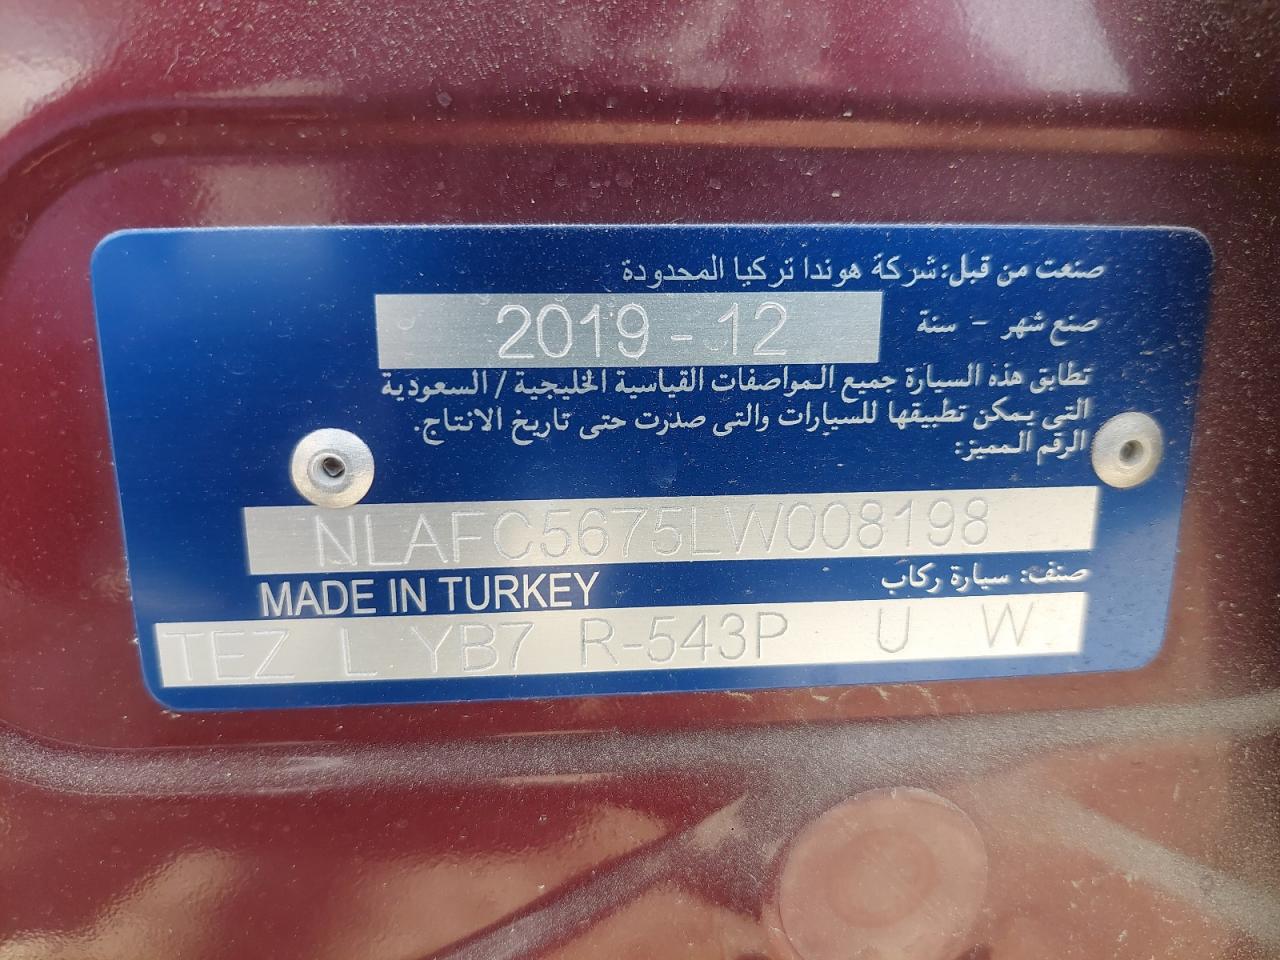 صنعت من قبل: شركة هوندا تركيا المحدودة
صنع شهر - سنة 2019 - 12
تطابق هذه السيارة جميع المواصفات القياسية الخليجية / السعودية
التي يمكن تطبيقها للسيارات والتي صدرت حتى تاريخ الانتاج.
الرقم المميز:
NLAFC5675LW008198
صنف: سيارة ركاب
MADE IN TURKEY
TEZ L YB7 R-543P U W